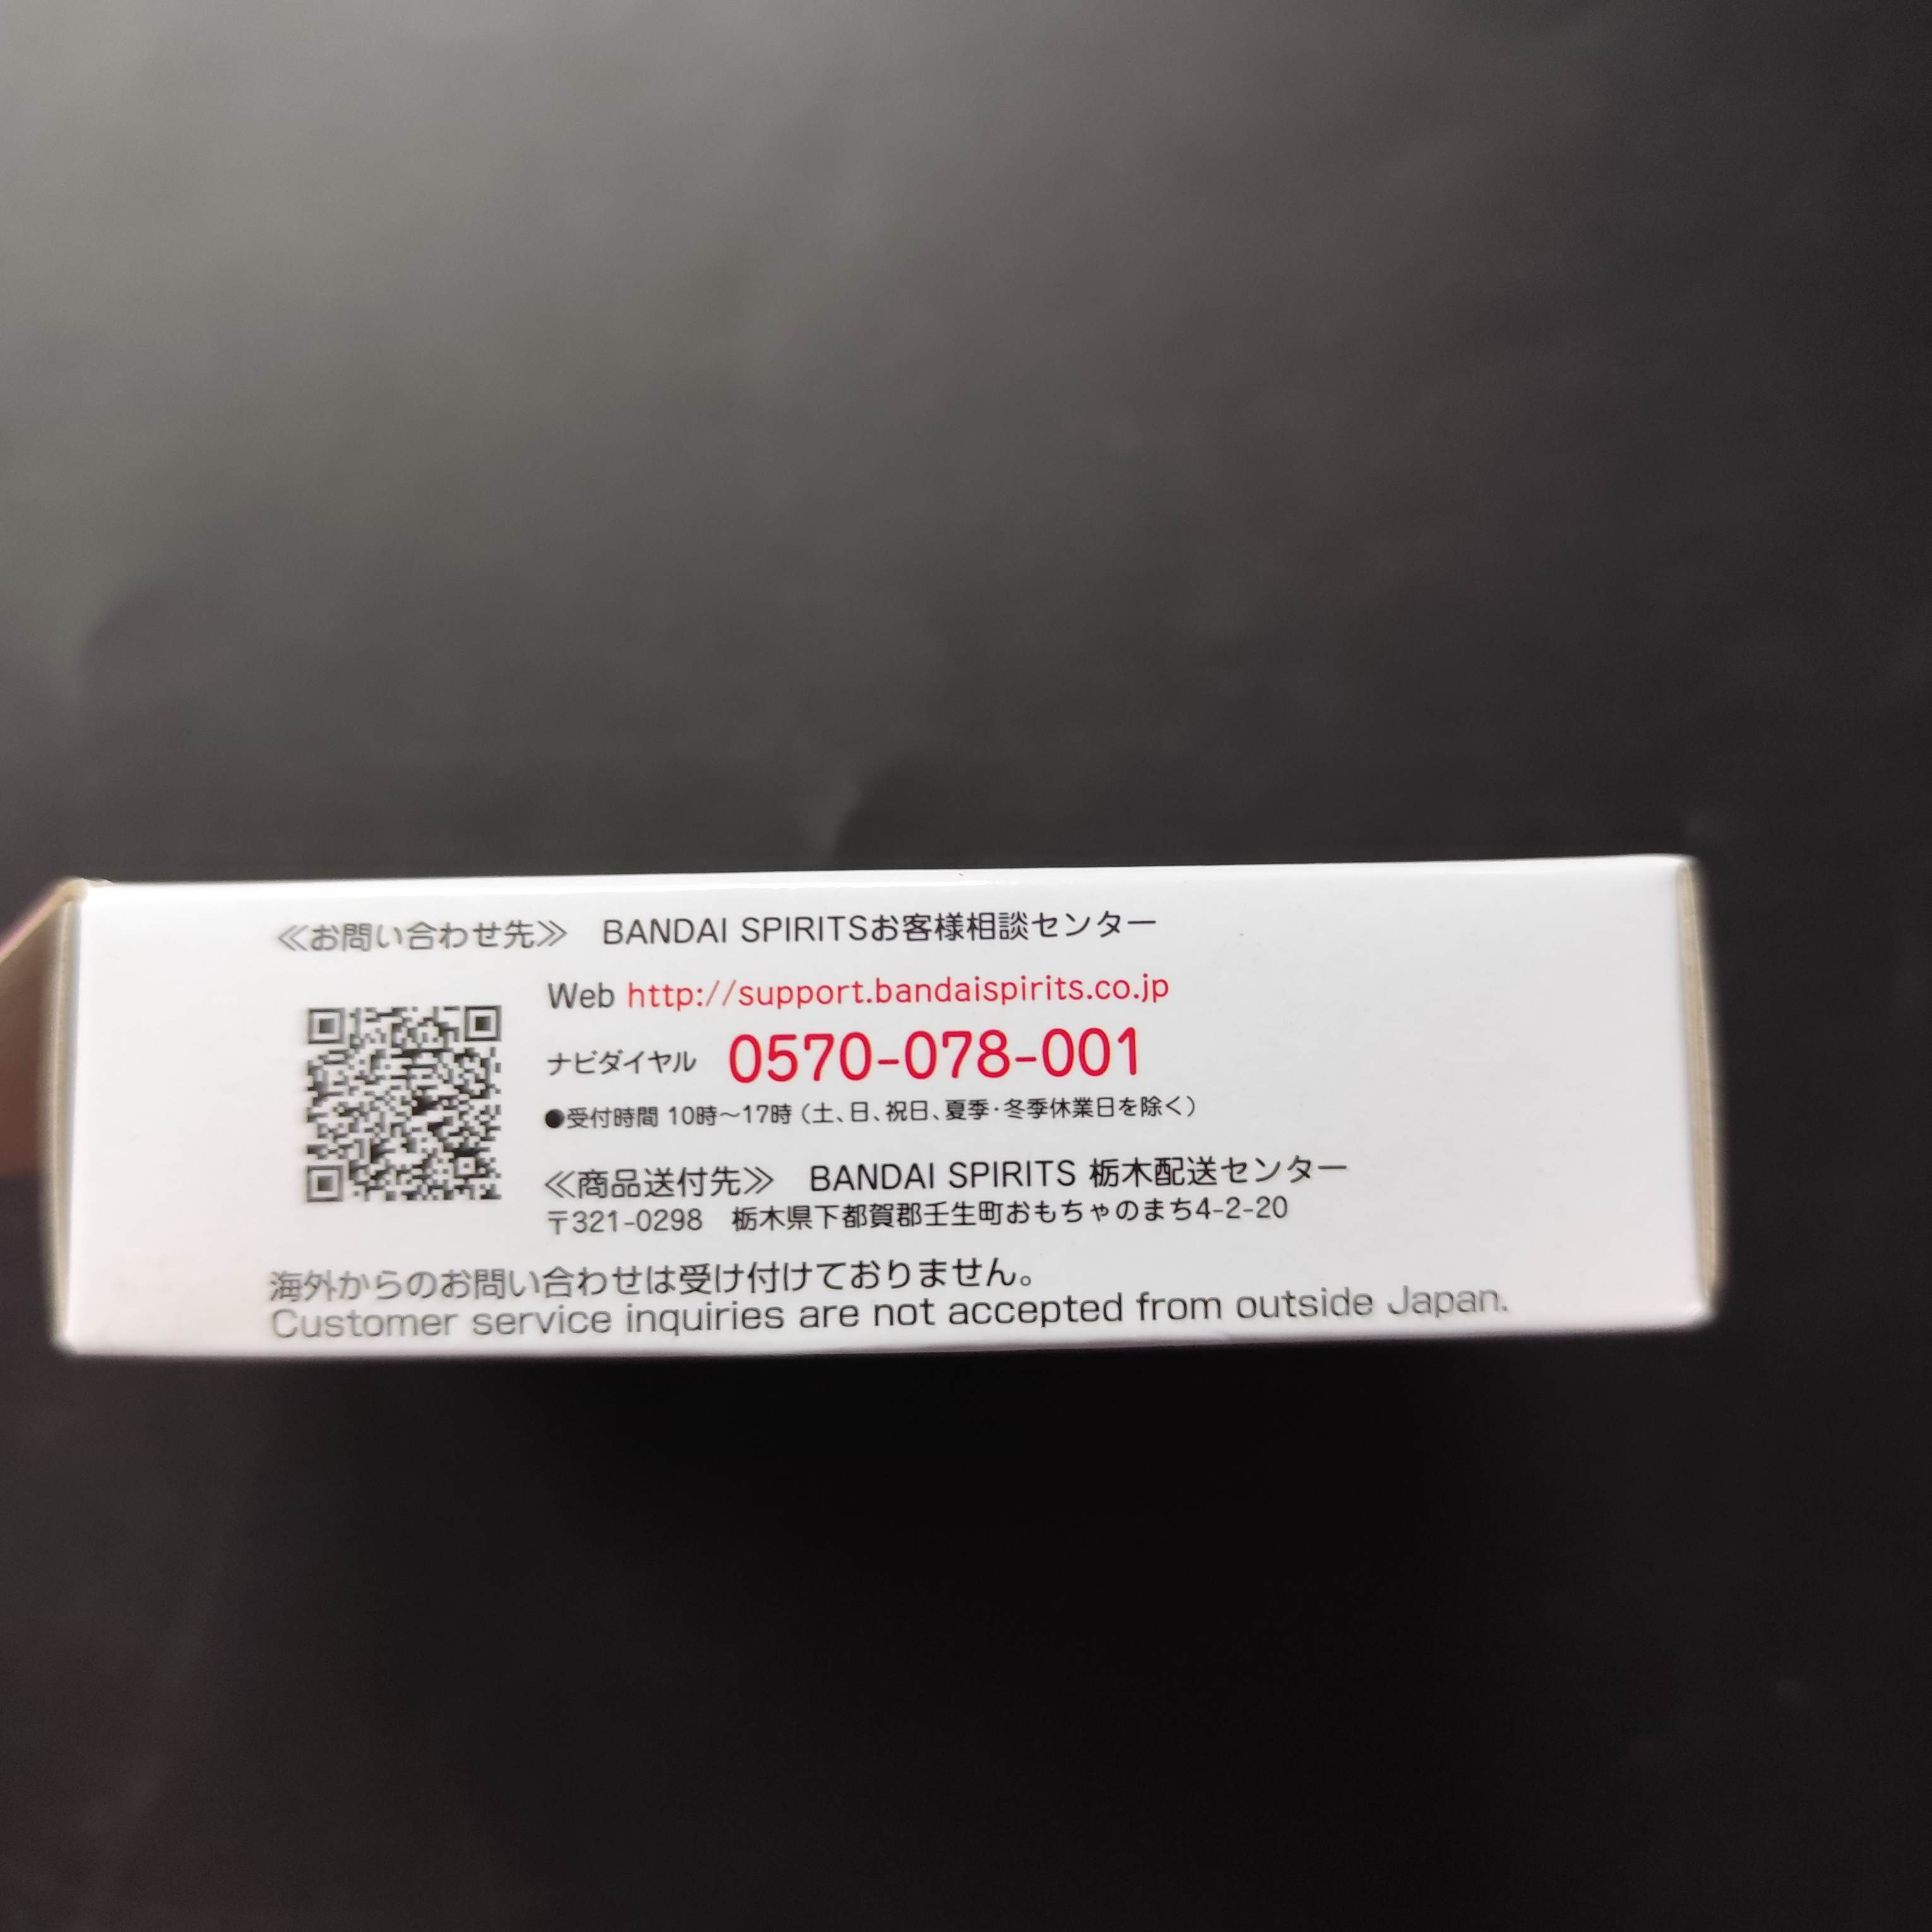 ≪お問い合わせ先≫　BANDAI SPIRITSお客様相談センター
Web http://support.bandaispirits.co.jp
ナビダイヤル　0570-078-001
●受付時間 10時～17時（土、日、祝日、夏季･冬季休業日を除く）
≪商品送付先≫　BANDAI SPIRITS 栃木配送センター
〒321-0298　栃木県下都賀郡壬生町おもちゃのまち4-2-20
海外からのお問い合わせは受け付けておりません。
Customer service inquiries are not accepted from outside Japan.